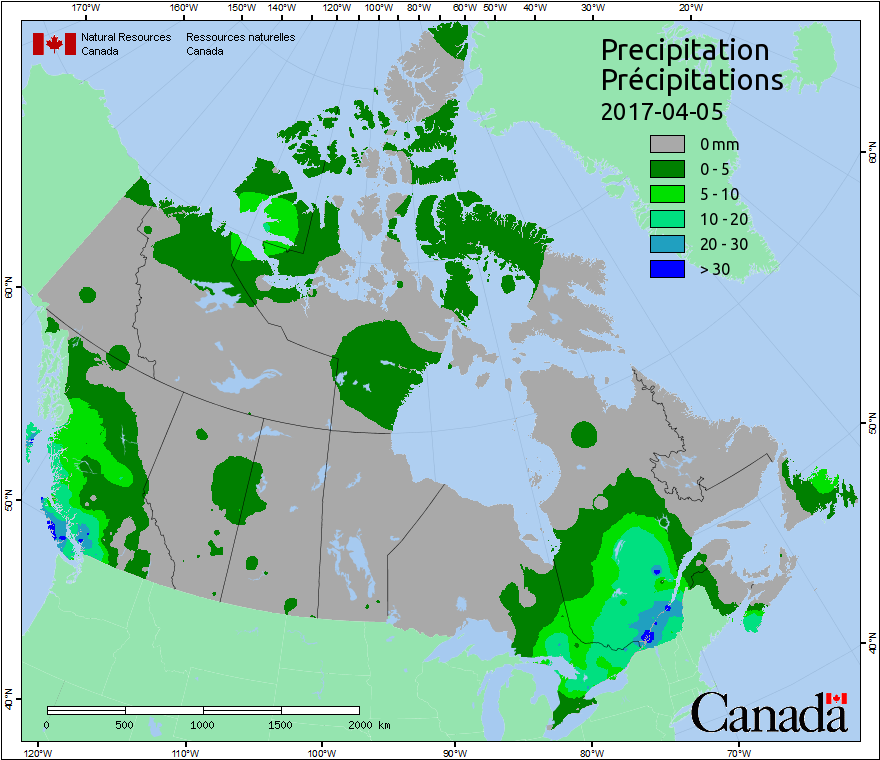 170°W 160°W 150°W 140°W 120°W 100°W 80°W 60°W 50°W 40°W 30°W 20°W
Natural Resources Ressources naturelles
Canada Canada
Precipitation
Précipitations
2017-04-05
0 mm
0 - 5
5 - 10
10 - 20
20 - 30
> 30
60°N
60°N
50°N
50°N
40°N
40°N
0 500 1000 1500 2000 km
Canada
120°W 110°W 100°W 90°W 80°W 70°W